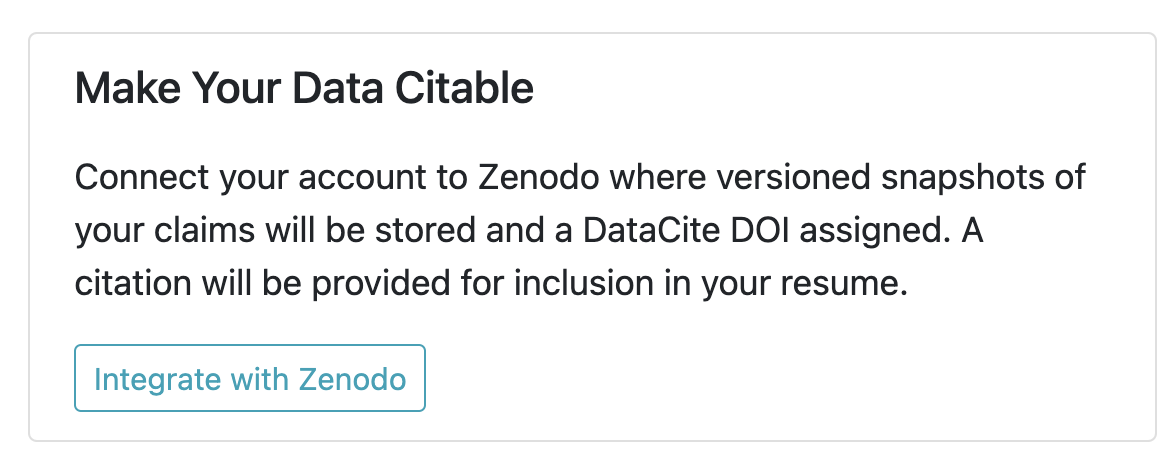 Make Your Data Citable
Connect your account to Zenodo where versioned snapshots of
your claims will be stored and a DataCite DOI assigned. A
citation will be provided for inclusion in your resume.
Integrate with Zenodo